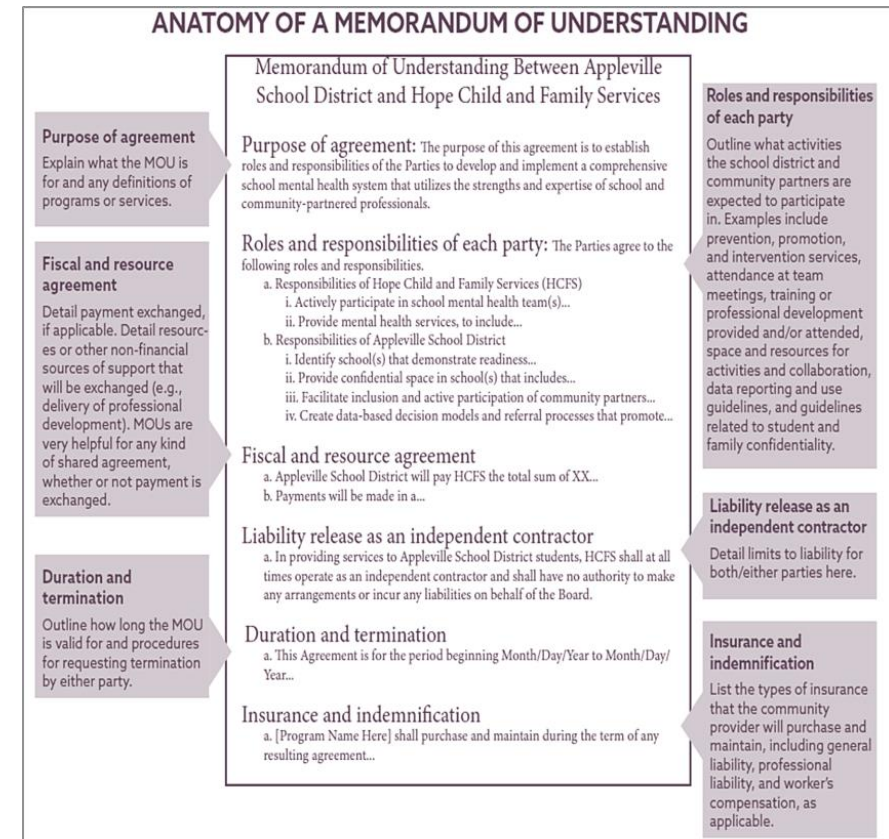 ANATOMY OF A MEMORANDUM OF UNDERSTANDING
Purpose of agreement
Explain what the MOU is
for and any definitions of
programs or services.
Fiscal and resource
agreement
Detail payment exchanged,
if applicable. Detail resourc-
es or other non-financial
sources of support that
will be exchanged (e.g.,
delivery of professional
development). MOUs are
very helpful for any kind
of shared agreement,
whether or not payment is
exchanged.
Duration and
termination
Outline how long the MOU
is valid for and procedures
for requesting termination
by either party.
Memorandum of Understanding Between Appleville
School District and Hope Child and Family Services
Purpose of agreement: The purpose of this agreement is to establish
roles and responsibilities of the Parties to develop and implement a comprehensive
school mental health system that utilizes the strengths and expertise of school and
community-partnered professionals.
Roles and responsibilities of each party: The Parties agree to the
following roles and responsibilities.
a. Responsibilities of Hope Child and Family Services (HCFS)
i. Actively participate in school mental health team(s)...
ii. Provide mental health services, to include...
b. Responsibilities of Appleville School District
i. Identify school(s) that demonstrate readiness...
ii. Provide confidential space in school(s) that includes...
iii. Facilitate inclusion and active participation of community partners...
iv. Create data-based decision models and referral processes that promote...
Fiscal and resource agreement
a. Appleville School District will pay HCFS the total sum of XX...
b. Payments will be made in a...
Liability release as an independent contractor
a. In providing services to Appleville School District students, HCFS shall at all
times operate as an independent contractor and shall have no authority to make
any arrangements or incur any liabilities on behalf of the Board.
Duration and termination
a. This Agreement is for the period beginning Month/Day/Year to Month/Day/
Year...
Insurance and indemnification
a. [Program Name Here] shall purchase and maintain during the term of any
resulting agreement...
Roles and responsibilities
of each party
Outline what activities
the school district and
community partners are
expected to participate
in. Examples include
prevention, promotion,
and intervention services,
attendance at team
meetings, training or
professional development
provided and/or attended,
space and resources for
activities and collaboration,
data reporting and use
guidelines, and guidelines
related to student and
family confidentiality.
Liability release as an
independent contractor
Detail limits to liability for
both/either parties here.
Insurance and
indemnification
List the types of insurance
that the community
provider will purchase and
maintain, including general
liability, professional
liability, and worker's
compensation, as
applicable.